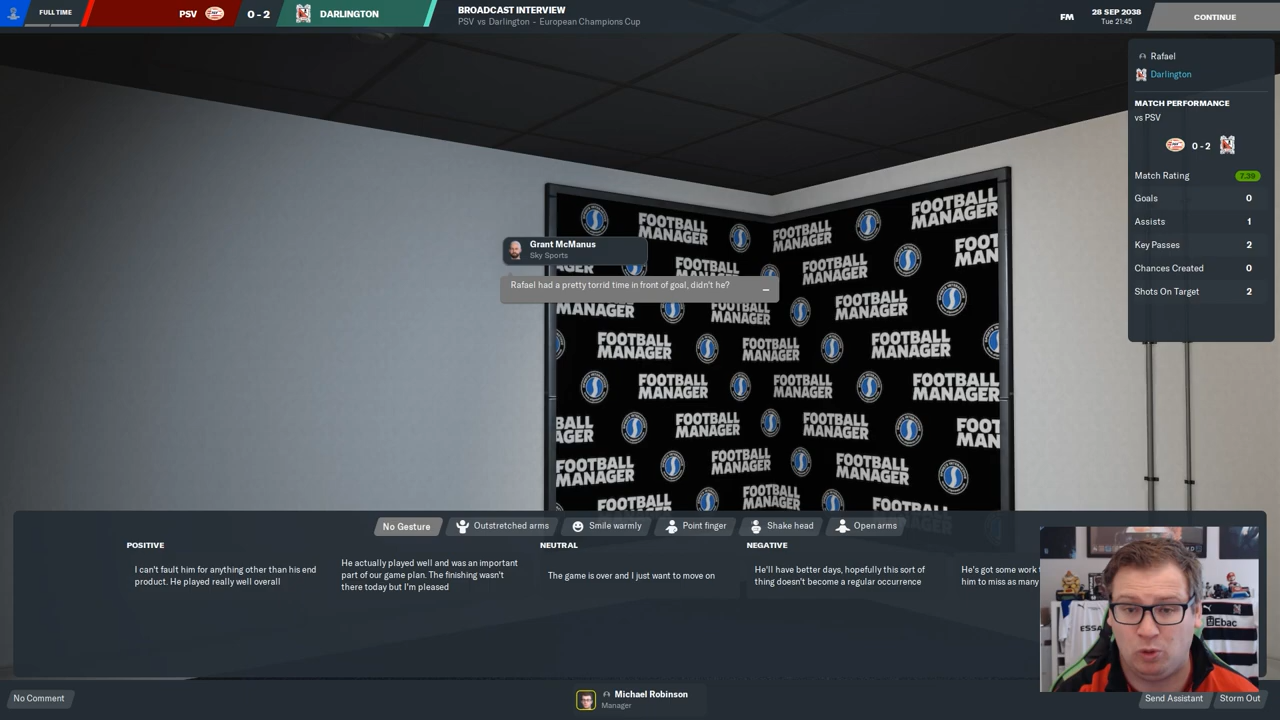 FULL TIME
PSV
0 - 2
DARLINGTON
BROADCAST INTERVIEW
PSV vs Darlington - European Champions Cup
FM
28 SEP 2038
Tue 21:45
CONTINUE
Rafael
Darlington
MATCH PERFORMANCE
vs PSV
0 - 2
Match Rating 7.39
Goals 0
Assists 1
Key Passes 2
Chances Created 0
Shots On Target 2
Grant McManus
Sky Sports
Rafael had a pretty torrid time in front of goal, didn't he?
FOOTBALL
MANAGER
No Gesture
Outstretched arms
Smile warmly
Point finger
Shake head
Open arms
POSITIVE
I can't fault him for anything other than his end
product. He played really well overall
He actually played well and was an important
part of our game plan. The finishing wasn't
there today but I'm pleased
NEUTRAL
The game is over and I just want to move on
NEGATIVE
He'll have better days, hopefully this sort of
thing doesn't become a regular occurrence
He's got some work
him to miss as many
ESSA
Ebac
No Comment
Michael Robinson
Manager
Send Assistant
Storm Out